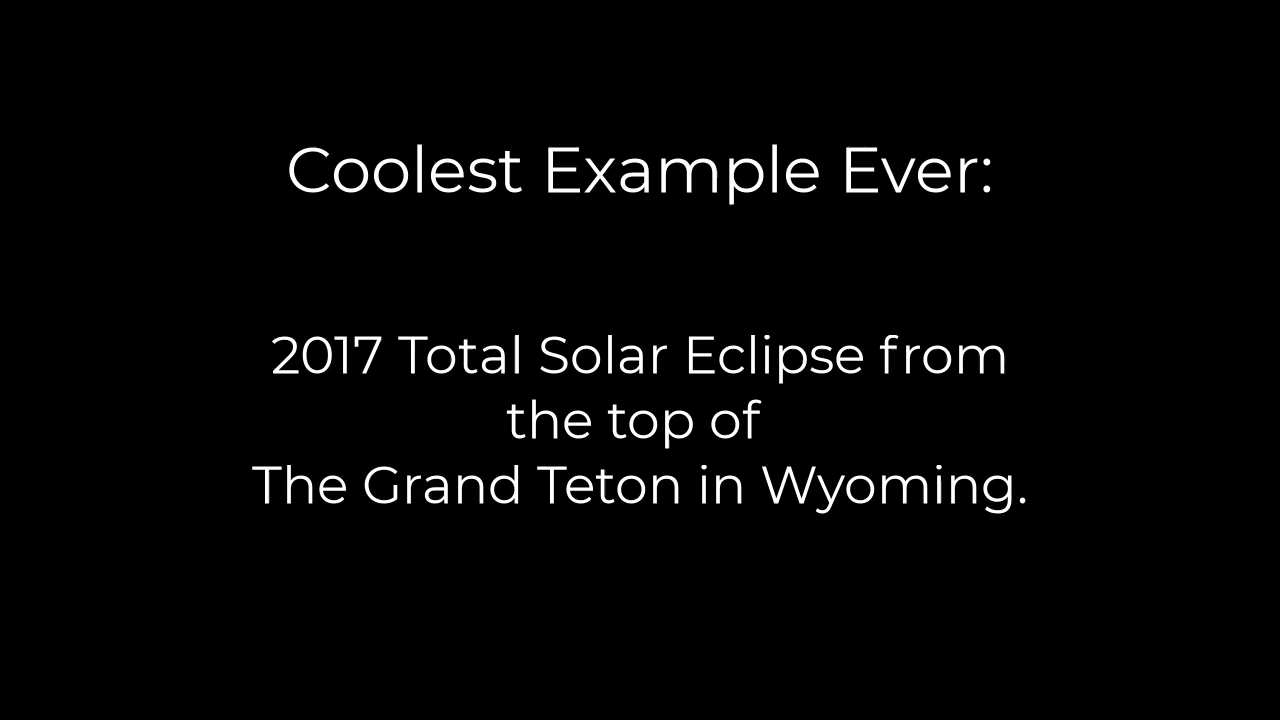 Coolest Example Ever:
2017 Total Solar Eclipse from
the top of
The Grand Teton in Wyoming.